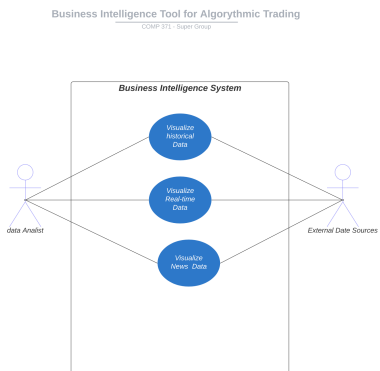 Business Intelligence Tool for Algorythmic Trading
COMP 371 - Super Group
Business Intelligence System
Visualize
historical
Data
Visualize
Real-time
Data
data Analist
External Date Sources
Visualize
News Data